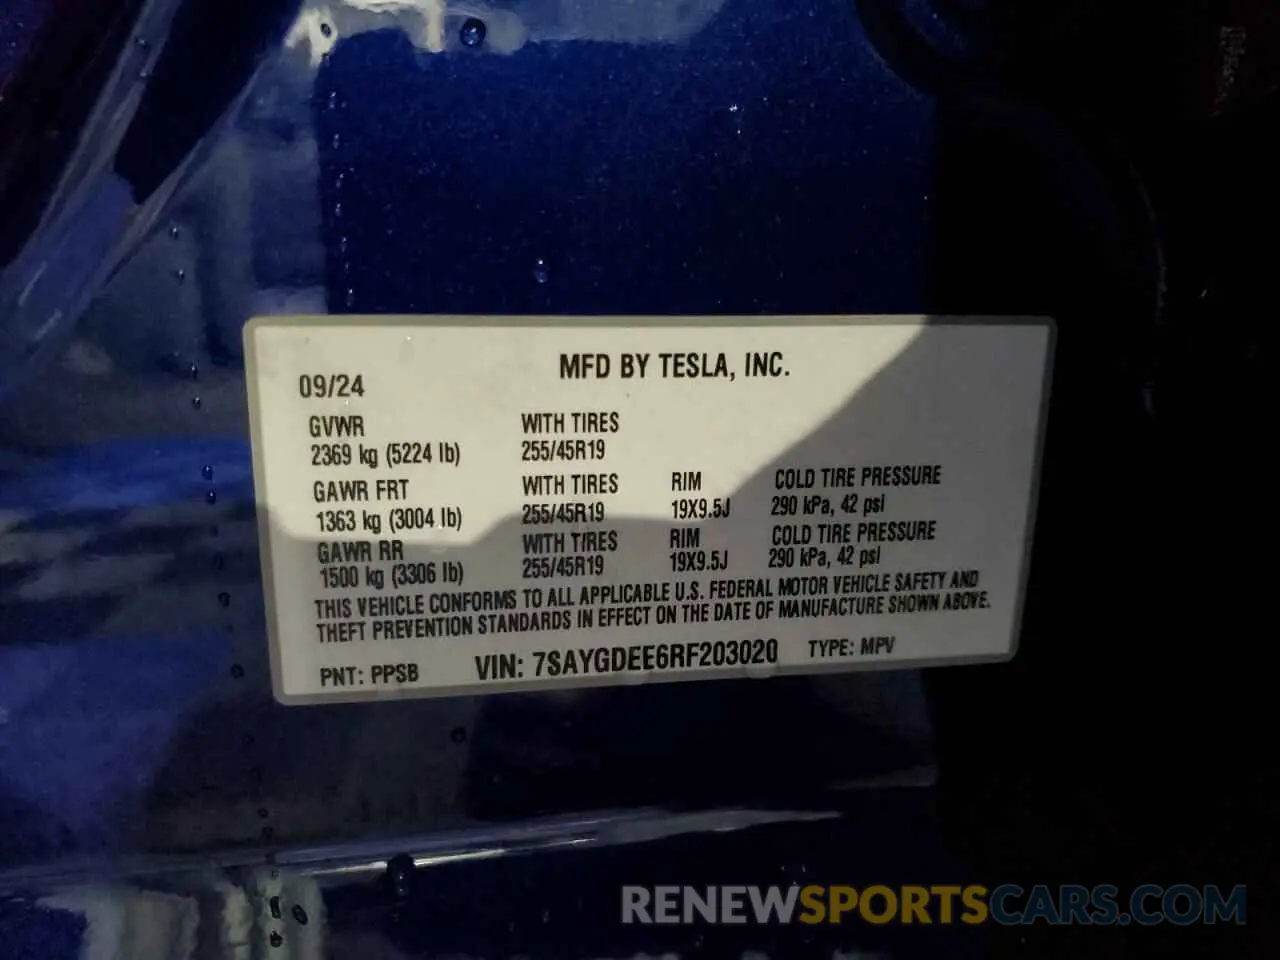 MFD BY TESLA, INC.
09/24
GVWR WITH TIRES
2369 kg (5224 lb) 255/45R19
GAWR FRT WITH TIRES RIM COLD TIRE PRESSURE
1363 kg (3004 lb) 255/45R19 19X9.5J 290 kPa, 42 psi
GAWR RR WITH TIRES RIM COLD TIRE PRESSURE
1500 kg (3306 lb) 255/45R19 19X9.5J 290 kPa, 42 psi
THIS VEHICLE CONFORMS TO ALL APPLICABLE U.S. FEDERAL MOTOR VEHICLE SAFETY AND
THEFT PREVENTION STANDARDS IN EFFECT ON THE DATE OF MANUFACTURE SHOWN ABOVE.
PNT: PPSB VIN: 7SAYGDEE6RF203020 TYPE: MPV
RENEWSPORTSCARS.COM